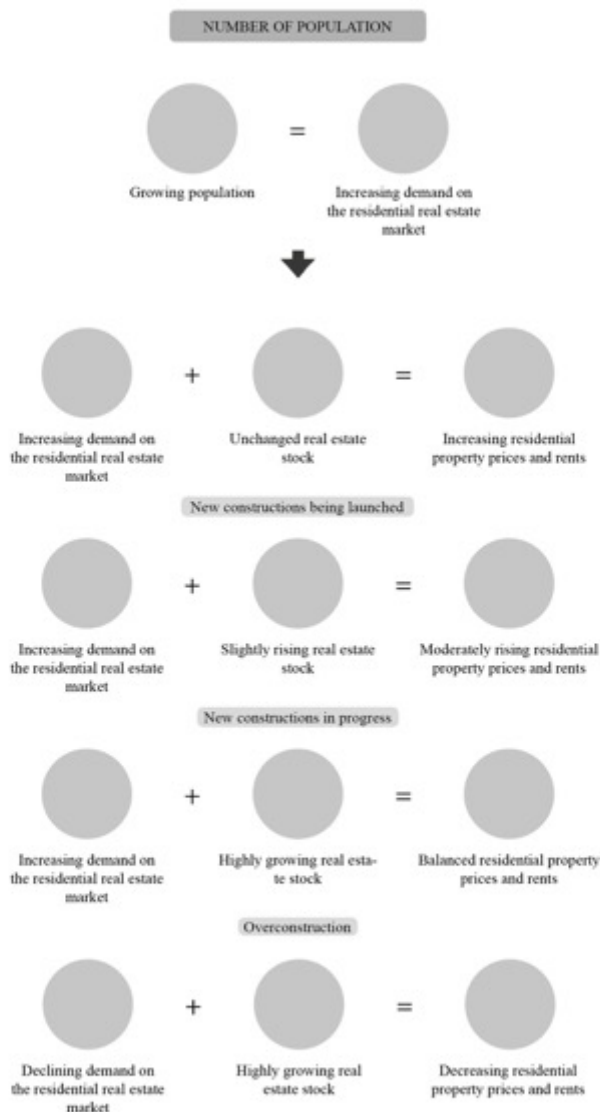 NUMBER OF POPULATION
=
Growing population
Increasing demand on
the residential real estate
market
+
=
Increasing demand on
the residential real estate
market
Unchanged real estate
stock
Increasing residential
property prices and rents
New constructions being launched
+
=
Increasing demand on
the residential real estate
market
Slightly rising real estate
stock
Moderately rising residential
property prices and rents
New constructions in progress
+
=
Increasing demand on
the residential real estate
market
Highly growing real esta-
te stock
Balanced residential property
prices and rents
Overconstruction
+
=
Declining demand on
the residential real estate
market
Highly growing real
estate stock
Decreasing residential
property prices and rents